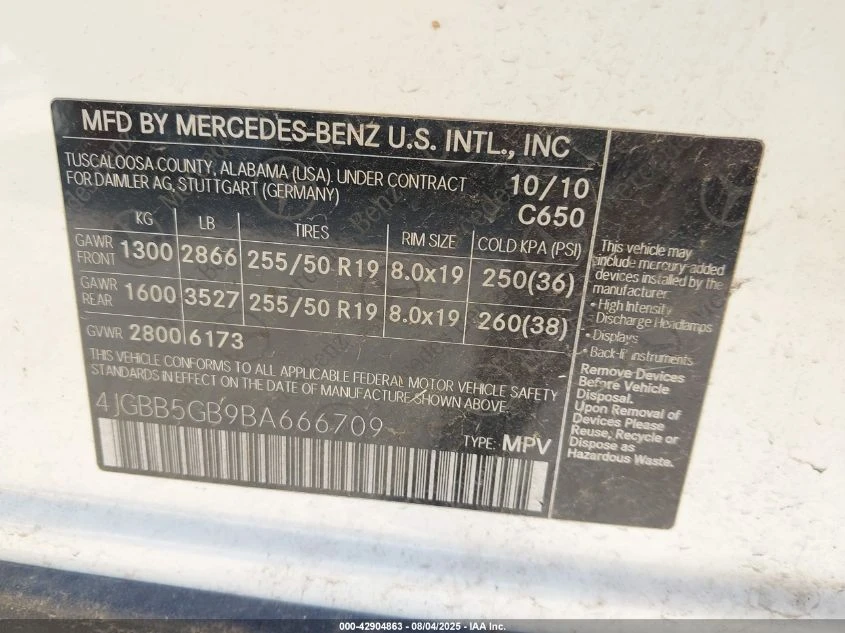 MFD BY MERCEDES-BENZ U.S. INTL., INC
TUSCALOOSA COUNTY, ALABAMA (USA). UNDER CONTRACT
FOR DAIMLER AG, STUTTGART (GERMANY)
10/10
C650
KG LB TIRES RIM SIZE COLD KPA (PSI)
GAWR FRONT 1300 2866 255/50 R19 8.0x19 250(36)
GAWR REAR 1600 3527 255/50 R19 8.0x19 260(38)
GVWR 2800 6173
THIS VEHICLE CONFORMS TO ALL APPLICABLE FEDERAL MOTOR VEHICLE SAFETY
STANDARDS IN EFFECT ON THE DATE OF MANUFACTURE SHOWN ABOVE.
4JGBB5GB9BA666709
TYPE: MPV
This vehicle may
include mercury-added
devices installed by the
manufacturer:
• High Intensity
Discharge Headlamps
• Displays
• Back-lit instruments
Remove Devices
Before Vehicle
Disposal.
Upon Removal of
Devices Please
Reuse, Recycle or
Dispose as
Hazardous Waste.
000-42904863 - 08/04/2025 - IAA Inc.